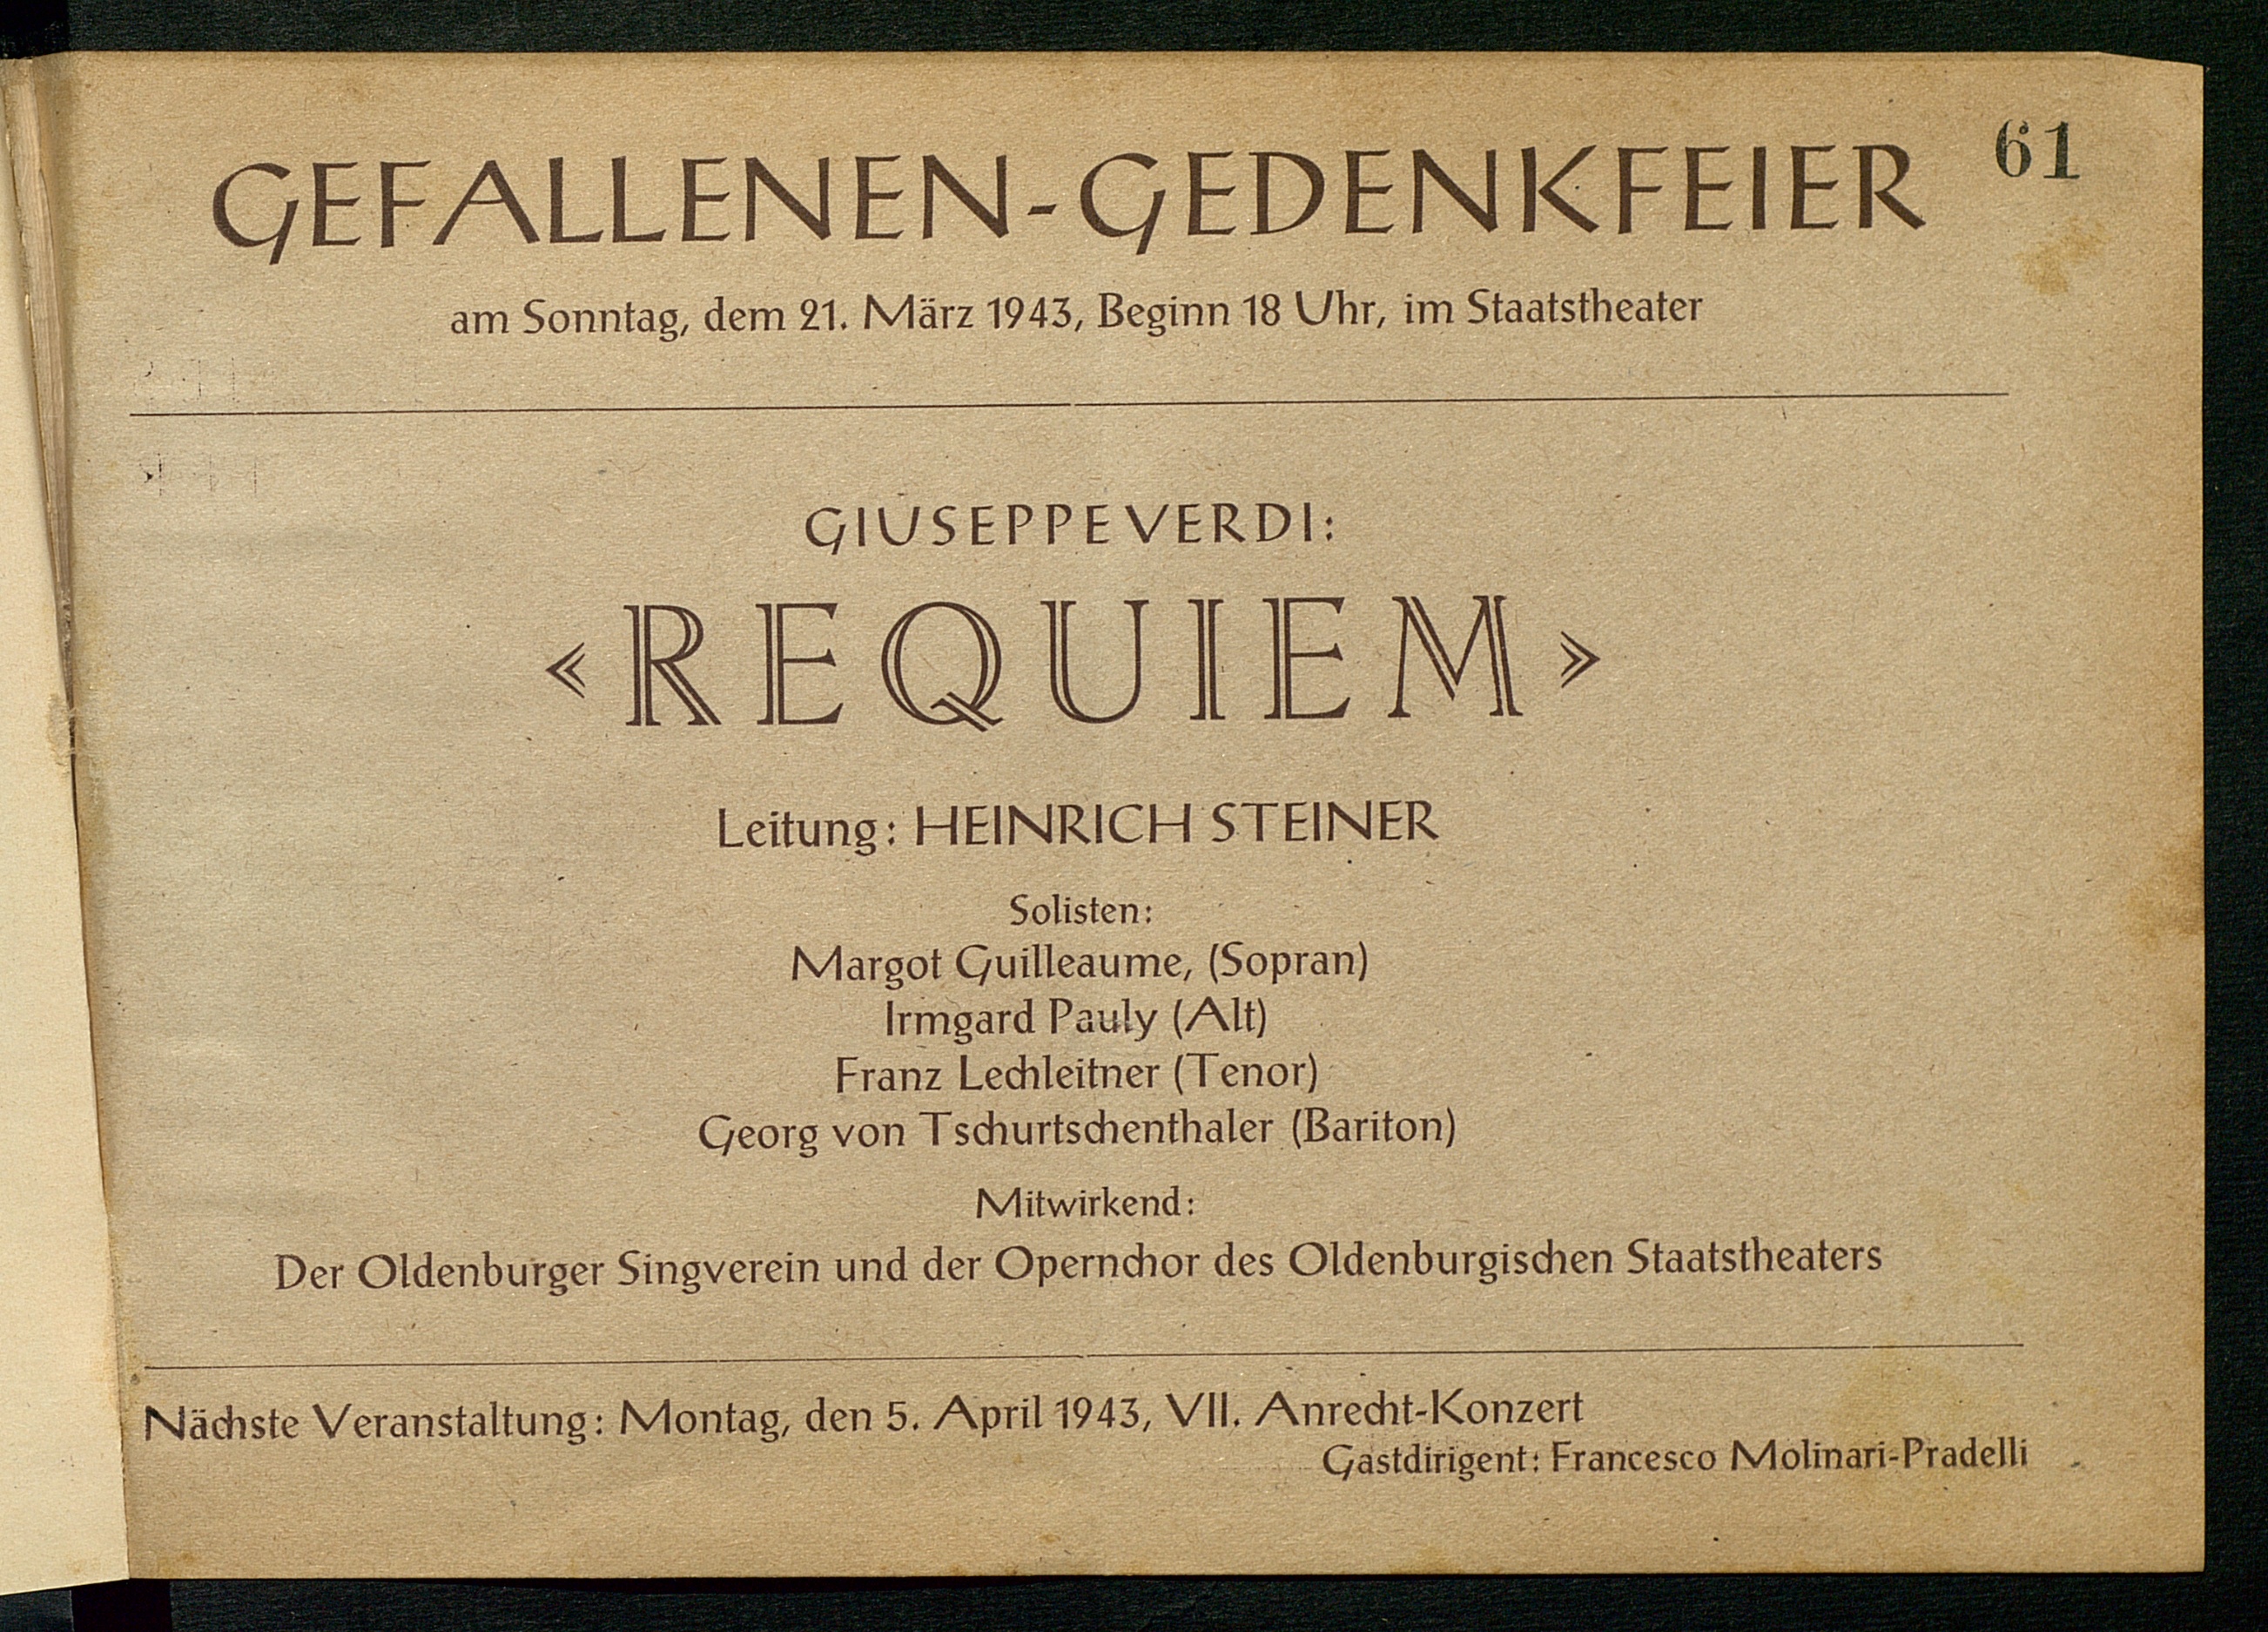 61
GEFALLENEN-GEDENKFEIER
am Sonntag, dem 21. März 1943, Beginn 18 Uhr, im Staatstheater
GIUSEPPE VERDI:
«REQUIEM»
Leitung: HEINRICH STEINER
Solisten:
Margot Guilleaume, (Sopran)
Irmgard Pauly (Alt)
Franz Lechleitner (Tenor)
Georg von Tschurtschenthaler (Bariton)
Mitwirkend:
Der Oldenburger Singverein und der Opernchor des Oldenburgischen Staatstheaters
Nächste Veranstaltung: Montag, den 5. April 1943, VII. Anrecht-Konzert
Gastdirigent: Francesco Molinari-Pradelli